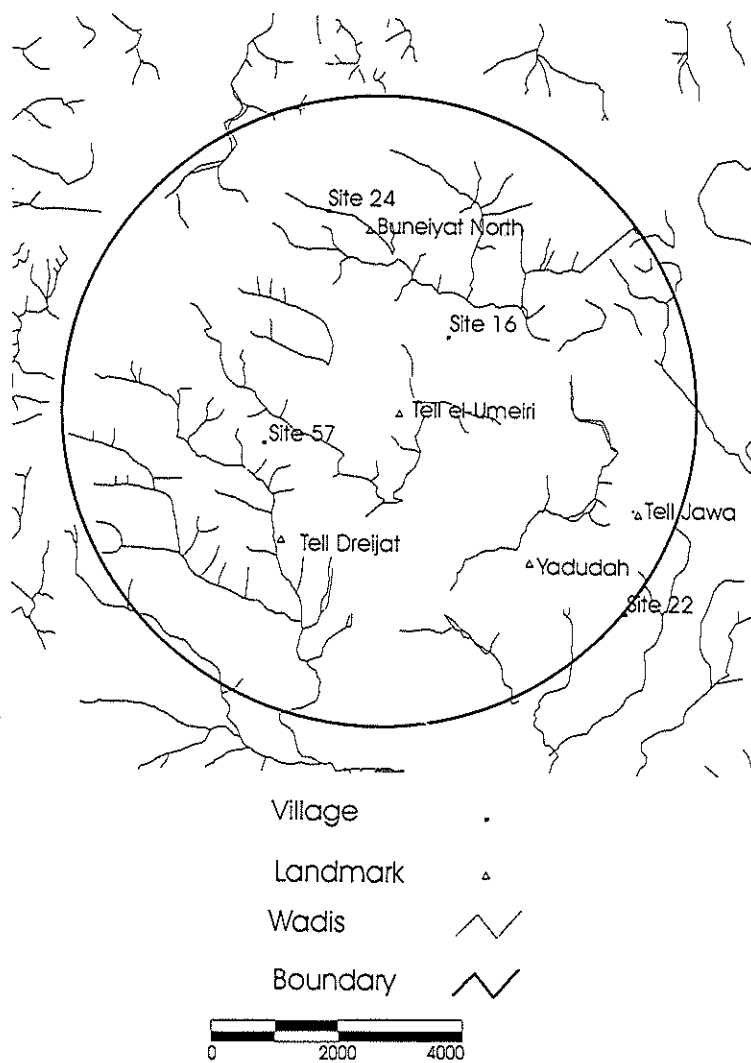 Site 24
Buneiyat North
Site 16
Tell el-Umeiri
Site 57
Tell Jawa
Tell Dreijat
Yadudah
Site 22
Village
Landmark
Wadis
Boundary
0 2000 4000